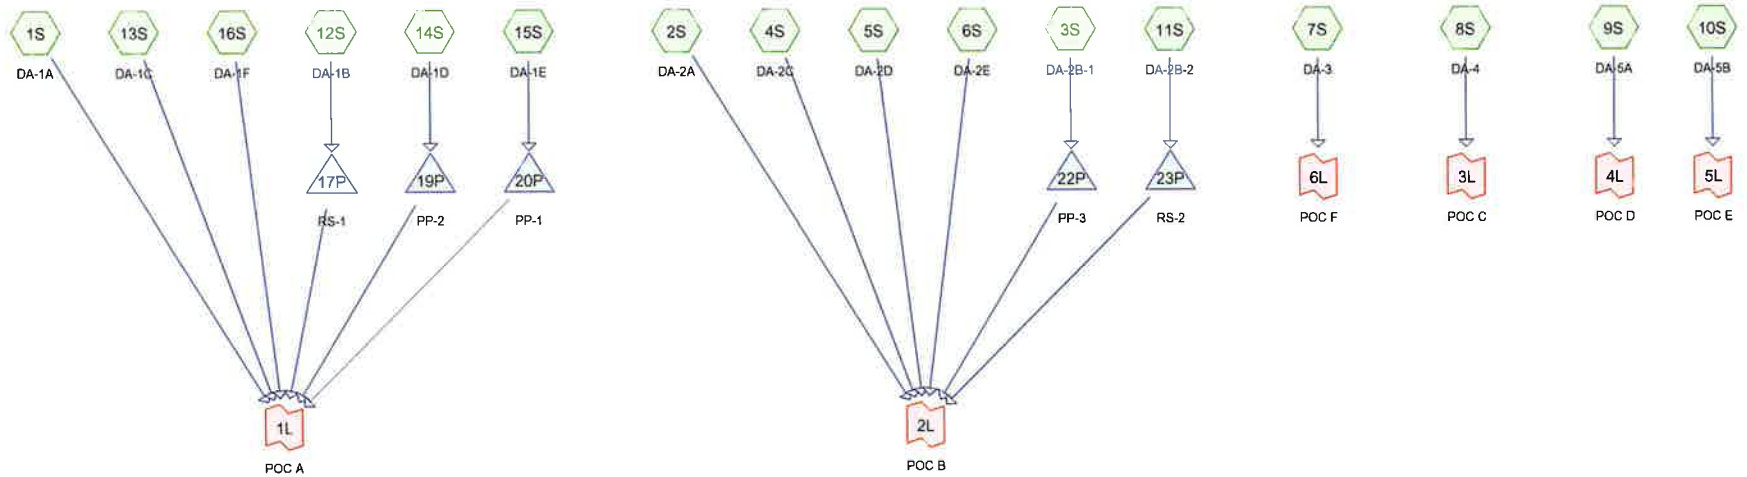 1S 13S 16S 12S 14S 15S 2S 4S 5S 6S 3S 11S 7S 8S 9S 10S
DA-1A DA-1C DA-1F DA-1B DA-1D DA-1E DA-2A DA-2C DA-2D DA-2E DA-2B-1 DA-2B-2 DA-3 DA-4 DA-5A DA-5B
17P 19P 20P 22P 23P 6L 3L 4L 5L
RS-1 PP-2 PP-1 PP-3 RS-2 POC F POC C POC D POC E
1L 2L
POC A POC B